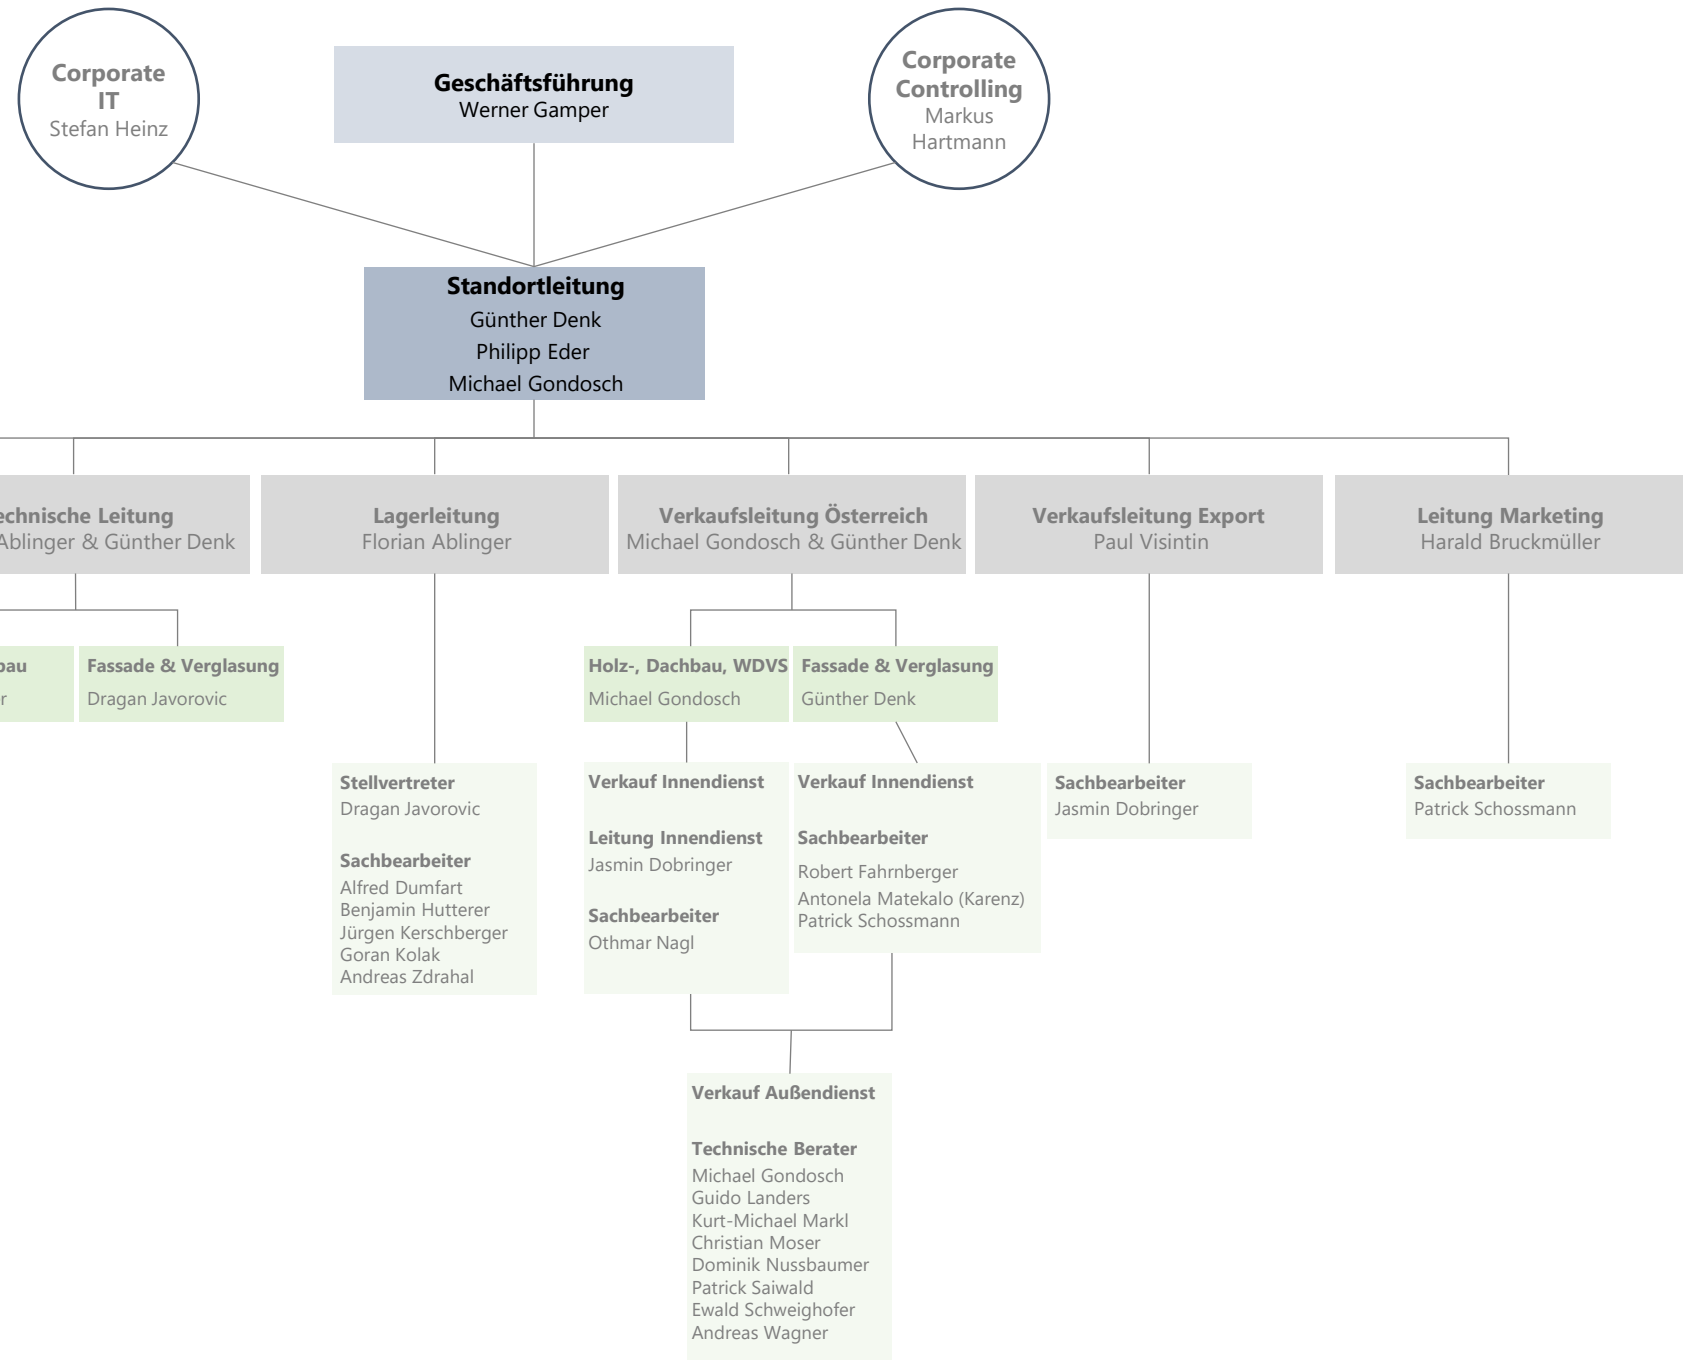 Corporate
IT
Stefan Heinz
Geschäftsführung
Werner Gamper
Corporate
Controlling
Markus
Hartmann
Standortleitung
Günther Denk
Philipp Eder
Michael Gondosch
echnische Leitung
Ablinger & Günther Denk
Lagerleitung
Florian Ablinger
Verkaufsleitung Österreich
Michael Gondosch & Günther Denk
Verkaufsleitung Export
Paul Visintin
Leitung Marketing
Harald Bruckmüller
bau
r
Fassade & Verglasung
Dragan Javorovic
Holz-, Dachbau, WDVS
Michael Gondosch
Fassade & Verglasung
Günther Denk
Stellvertreter
Dragan Javorovic
Sachbearbeiter
Alfred Dumfart
Benjamin Hutterer
Jürgen Kerschberger
Goran Kolak
Andreas Zdrahal
Verkauf Innendienst
Leitung Innendienst
Jasmin Dobringer
Sachbearbeiter
Othmar Nagl
Verkauf Innendienst
Sachbearbeiter
Robert Fahrnberger
Antonela Matekalo (Karenz)
Patrick Schossmann
Sachbearbeiter
Jasmin Dobringer
Sachbearbeiter
Patrick Schossmann
Verkauf Außendienst
Technische Berater
Michael Gondosch
Guido Landers
Kurt-Michael Markl
Christian Moser
Dominik Nussbaumer
Patrick Saiwald
Ewald Schweighofer
Andreas Wagner